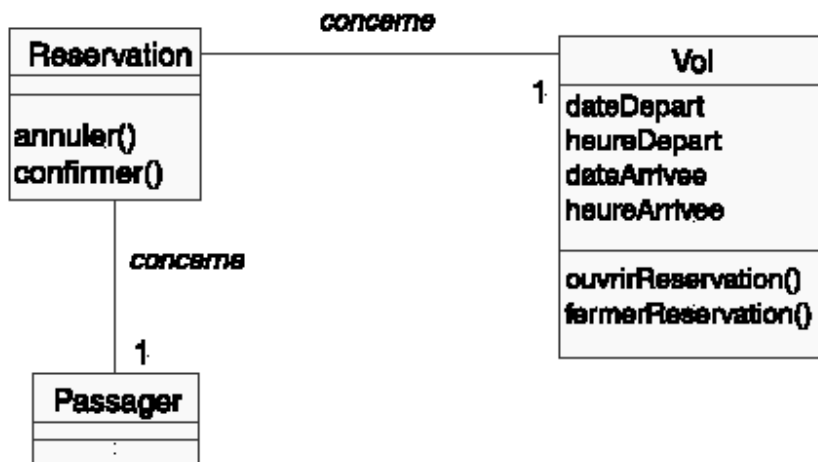 concerne
Reservation
annuler()
confirmer()
1
Vol
dateDepart
heureDepart
dateArrivee
heureArrivee
ouvrirReservation()
fermerReservation()
concerne
1
Passager